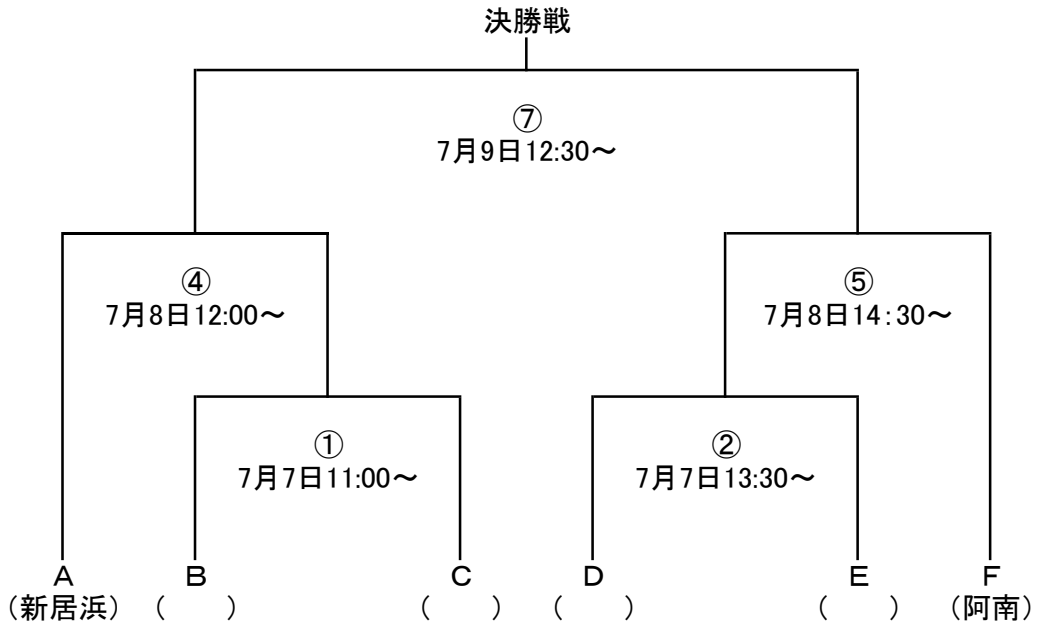 決勝戦
⑦
7月9日12:30～
④
7月8日12:00～
⑤
7月8日14:30～
①
7月7日11:00～
②
7月7日13:30～
A B C D E F
(新居浜) (　　) (　　) (　　) (　　) (阿南)